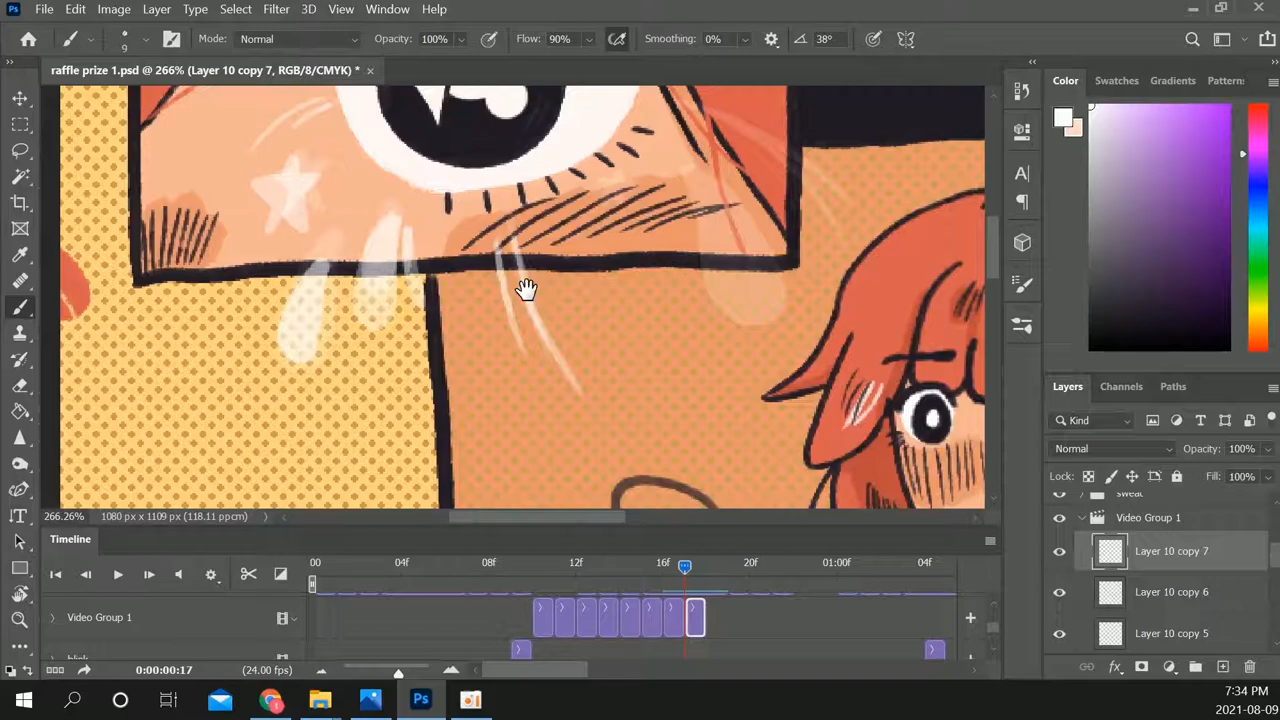 Ps File Edit Image Layer Type Select Filter 3D View Window Help
9 Mode: Normal Opacity: 100% Flow: 90% Smoothing: 0% 38°
raffle prize 1.psd @ 266% (Layer 10 copy 7, RGB/8/CMYK) * ×
Color Swatches Gradients Pattern
Layers Channels Paths
Kind
Normal Opacity: 100%
Lock: Fill: 100%
sweat
Video Group 1
Layer 10 copy 7
Layer 10 copy 6
Layer 10 copy 5
266.26% 1080 px x 1109 px (118.11 ppcm)
Timeline
00 04f 08f 12f 16f 20f 01:00f 04f
Video Group 1
blink
0:00:00:17 (24.00 fps)
Ps
7:34 PM
2021-08-09